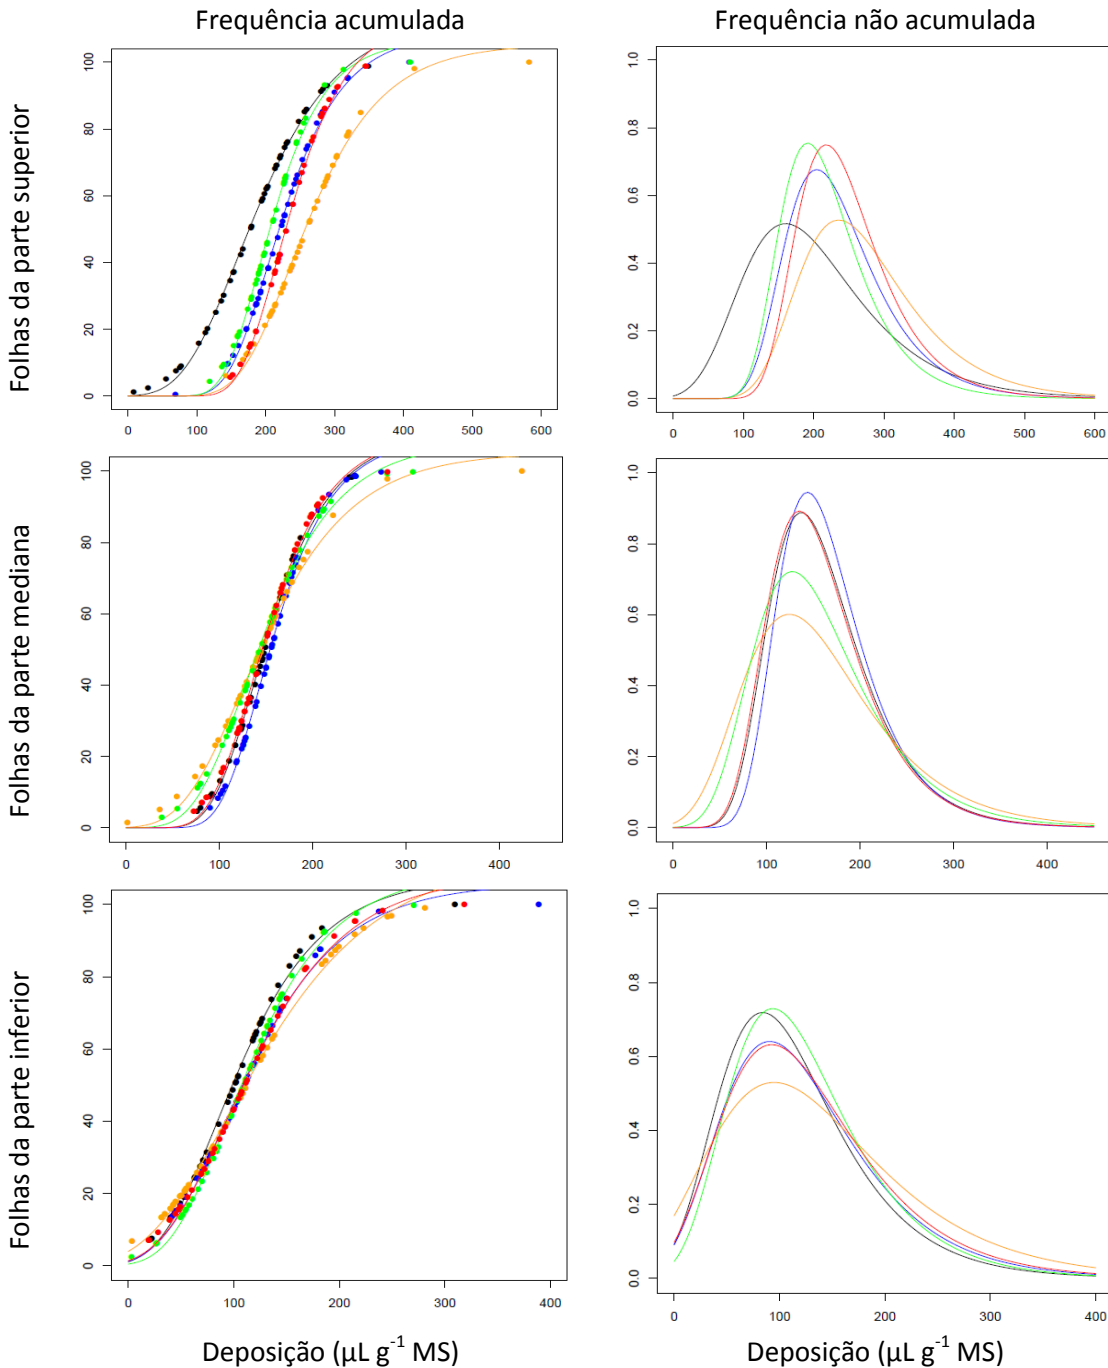 Frequência acumulada
Frequência não acumulada
Folhas da parte superior
0 20 40 60 80 100
0 100 200 300 400 500 600
0.0 0.2 0.4 0.6 0.8 1.0
0 100 200 300 400 500 600
Folhas da parte mediana
0 20 40 60 80 100
0 100 200 300 400
0.0 0.2 0.4 0.6 0.8 1.0
0 100 200 300 400
Folhas da parte inferior
0 20 40 60 80 100
0 100 200 300 400
0.0 0.2 0.4 0.6 0.8 1.0
0 100 200 300 400
Deposição (µL g⁻¹ MS)
Deposição (µL g⁻¹ MS)